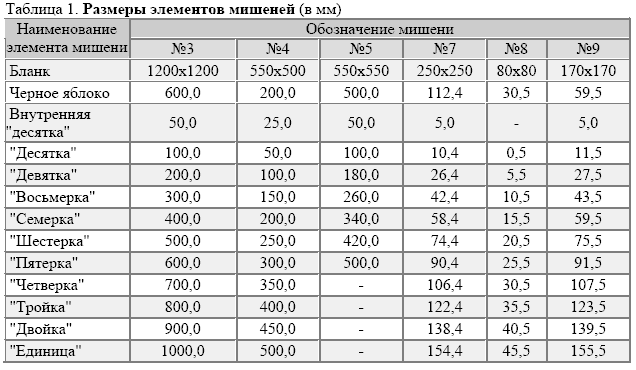 Таблица 1. Размеры элементов мишеней (в мм)
Наименование элемента мишени Обозначение мишени
№3 №4 №5 №7 №8 №9
Бланк 1200x1200 550x500 550x550 250x250 80x80 170x170
Черное яблоко 600,0 200,0 500,0 112,4 30,5 59,5
Внутренняя "десятка" 50,0 25,0 50,0 5,0 - 5,0
"Десятка" 100,0 50,0 100,0 10,4 0,5 11,5
"Девятка" 200,0 100,0 180,0 26,4 5,5 27,5
"Восьмерка" 300,0 150,0 260,0 42,4 10,5 43,5
"Семерка" 400,0 200,0 340,0 58,4 15,5 59,5
"Шестерка" 500,0 250,0 420,0 74,4 20,5 75,5
"Пятерка" 600,0 300,0 500,0 90,4 25,5 91,5
"Четверка" 700,0 350,0 - 106,4 30,5 107,5
"Тройка" 800,0 400,0 - 122,4 35,5 123,5
"Двойка" 900,0 450,0 - 138,4 40,5 139,5
"Единица" 1000,0 500,0 - 154,4 45,5 155,5